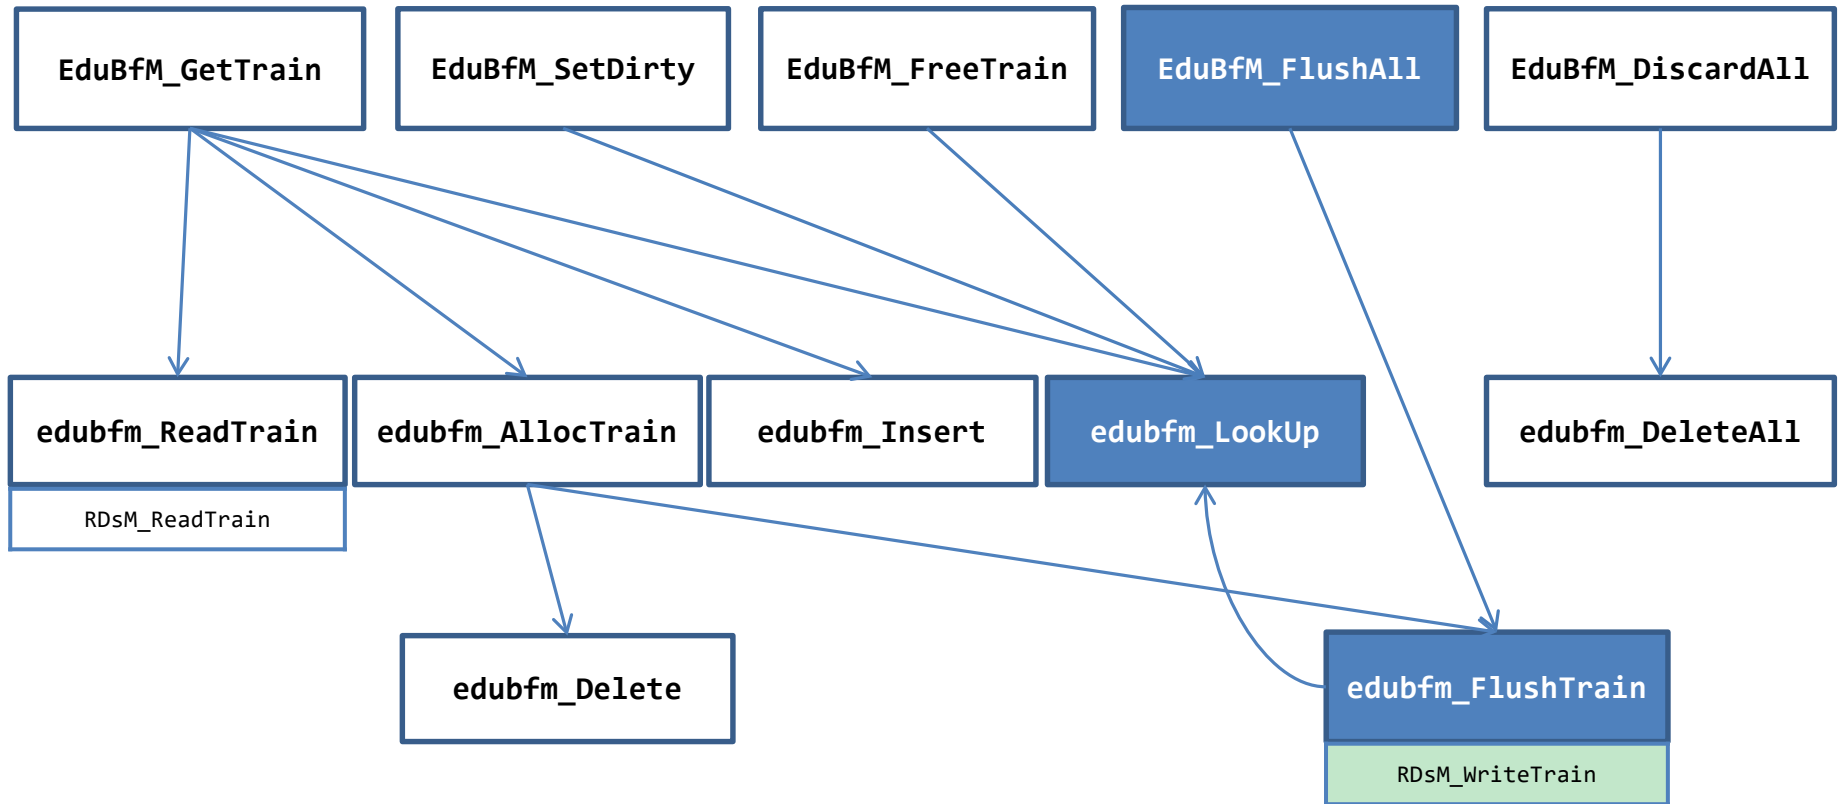 EduBfM_GetTrain
EduBfM_SetDirty
EduBfM_FreeTrain
EduBfM_FlushAll
EduBfM_DiscardAll
edubfm_ReadTrain
edubfm_AllocTrain
edubfm_Insert
edubfm_LookUp
edubfm_DeleteAll
RDsM_ReadTrain
edubfm_Delete
edubfm_FlushTrain
RDsM_WriteTrain